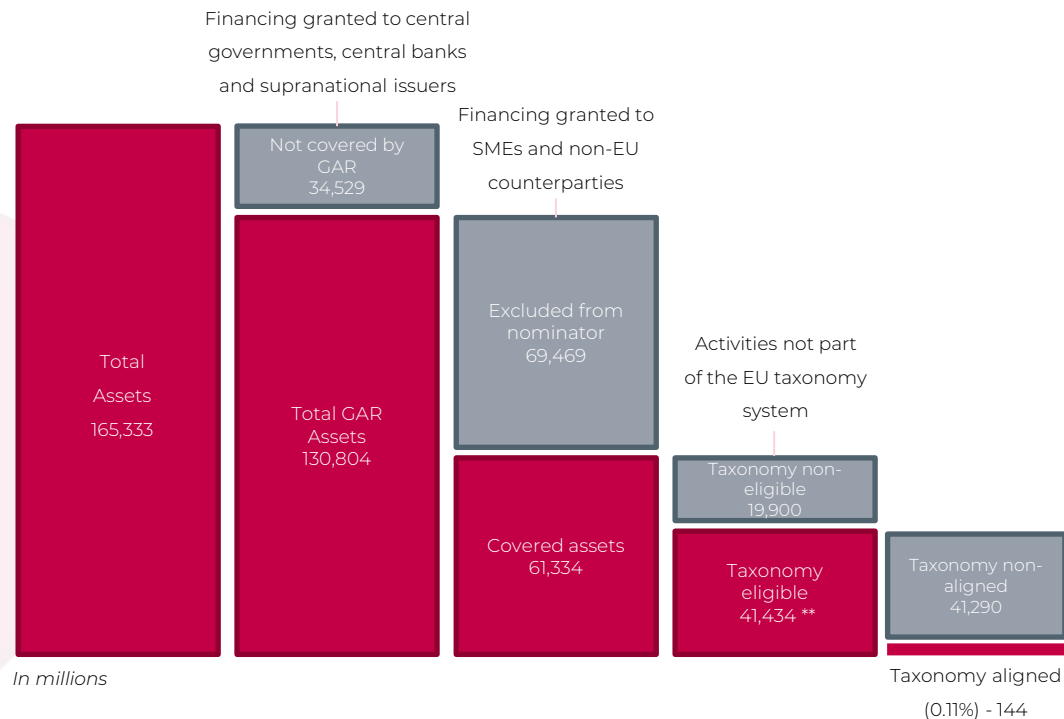 Financing granted to central
governments, central banks
and supranational issuers
Financing granted to
SMEs and non-EU
counterparties
Not covered by
GAR
34,529
Excluded from
nominator
69,469
Activities not part
of the EU taxonomy
system
Total
Assets
165,333
Total GAR
Assets
130,804
Taxonomy non-
eligible
19,900
Covered assets
61,334
Taxonomy
eligible
41,434 **
Taxonomy non-
aligned
41,290
In millions
Taxonomy aligned
(0.11%) - 144